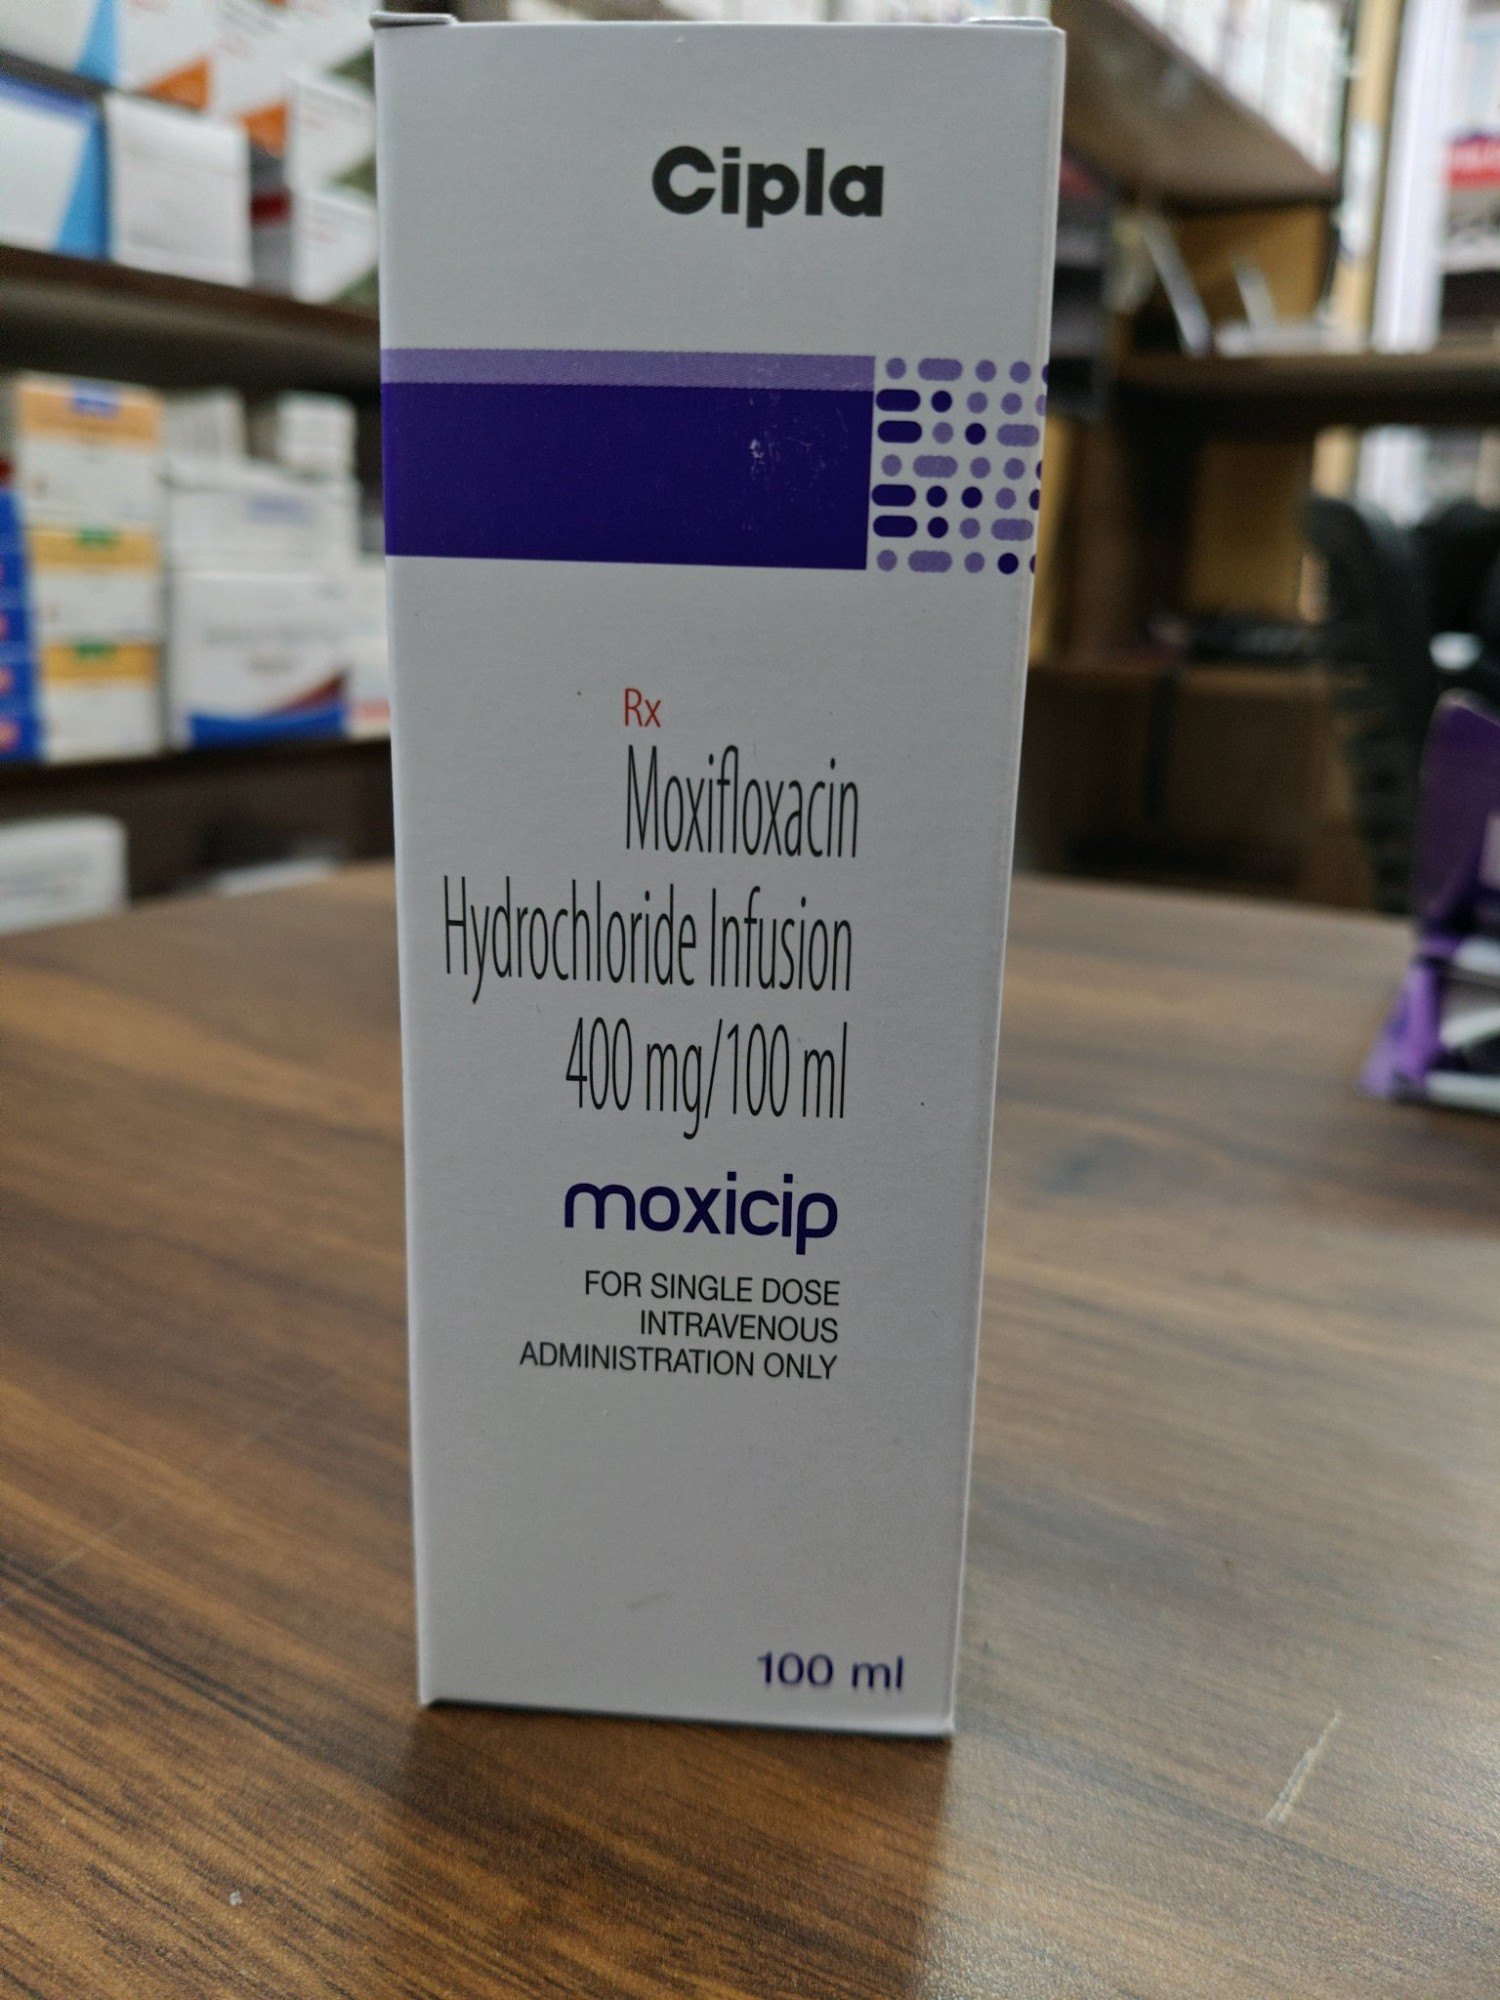 Cipla
Rx
Moxifloxacin
Hydrochloride Infusion
400 mg/100 ml
moxicip
FOR SINGLE DOSE
INTRAVENOUS
ADMINISTRATION ONLY
100 ml